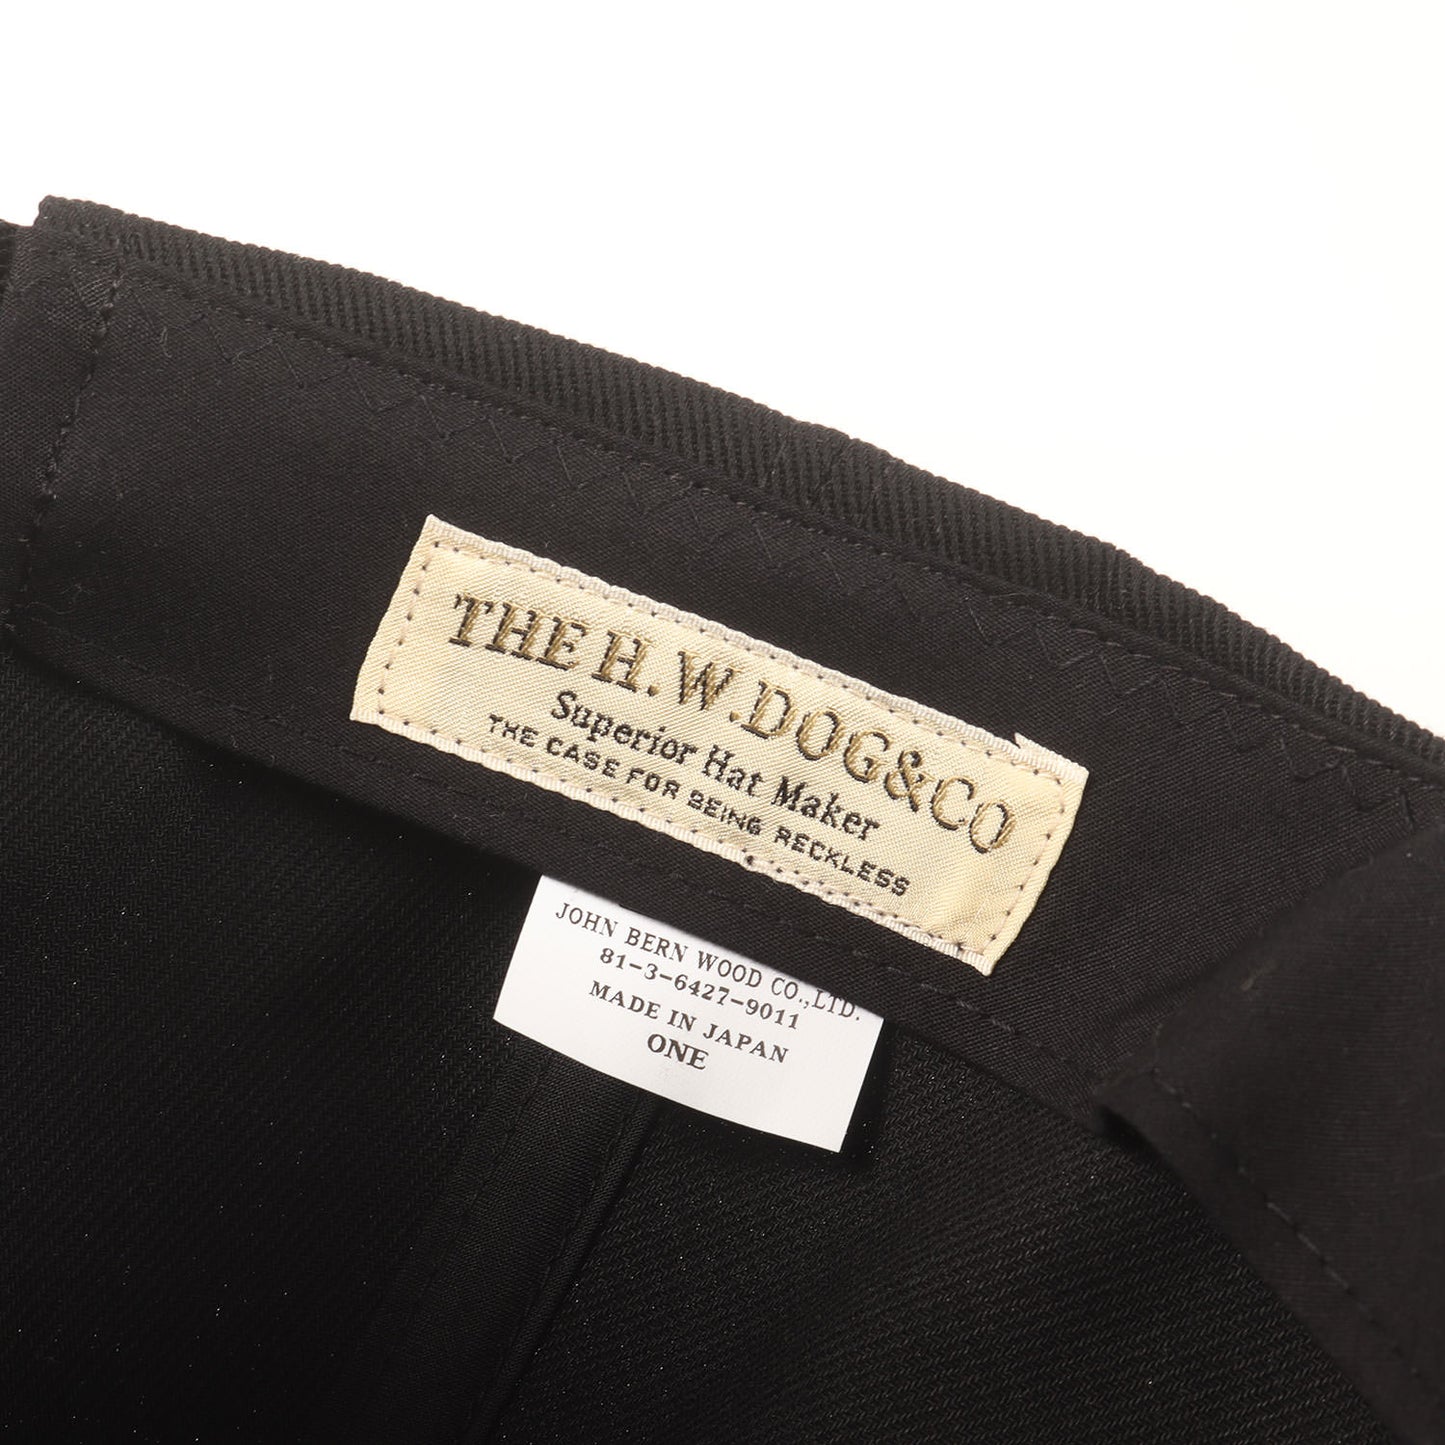 THE H.W.DOG&CO
Superior Hat Maker
THE CASE FOR BEING RECKLESS
JOHN BERN WOOD CO.,LTD.
81-3-6427-9011
MADE IN JAPAN
ONE